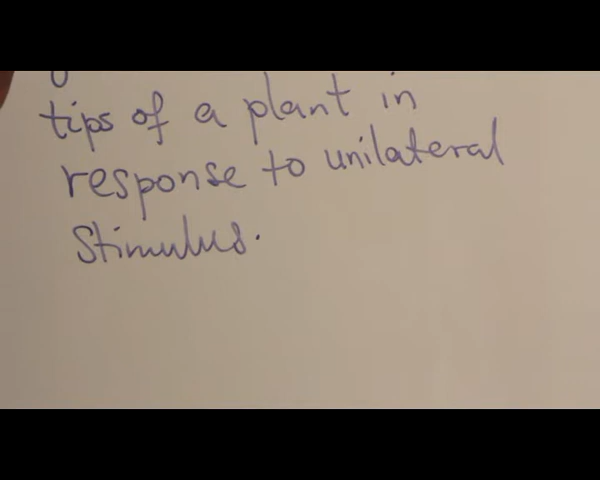 tips of a plant in
response to unilateral
Stimulus.